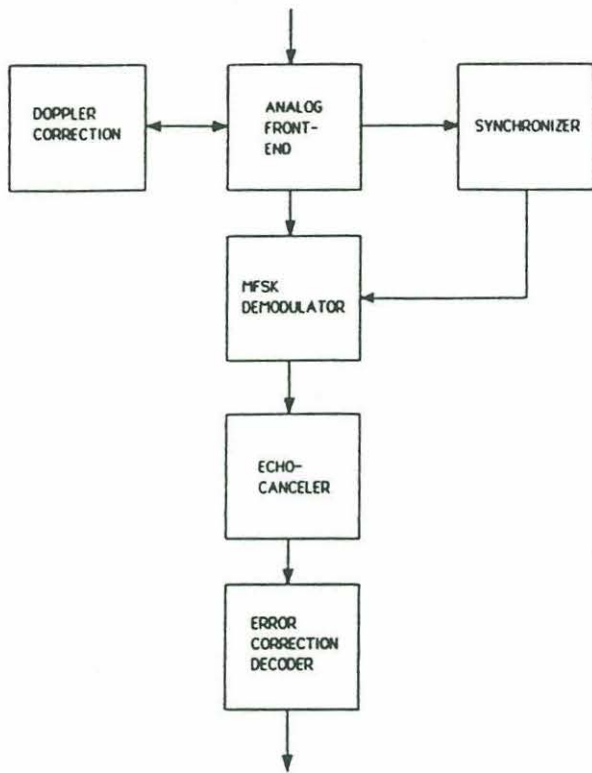 DOPPLER
CORRECTION
ANALOG
FRONT-
END
SYNCHRONIZER
MFSK
DEMODULATOR
ECHO-
CANCELER
ERROR
CORRECTION
DECODER